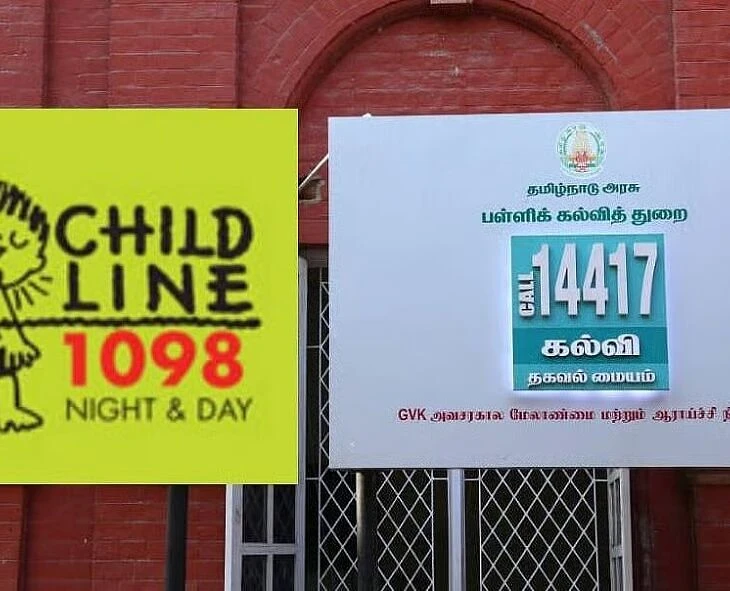 CHILD
LINE
1098
NIGHT & DAY
தமிழ்நாடு அரசு
பள்ளிக் கல்வித் துறை
CALL 14417
கல்வி
தகவல் மையம்
GVK அவசரகால மேலாண்மை மற்றும் ஆராய்ச்சி